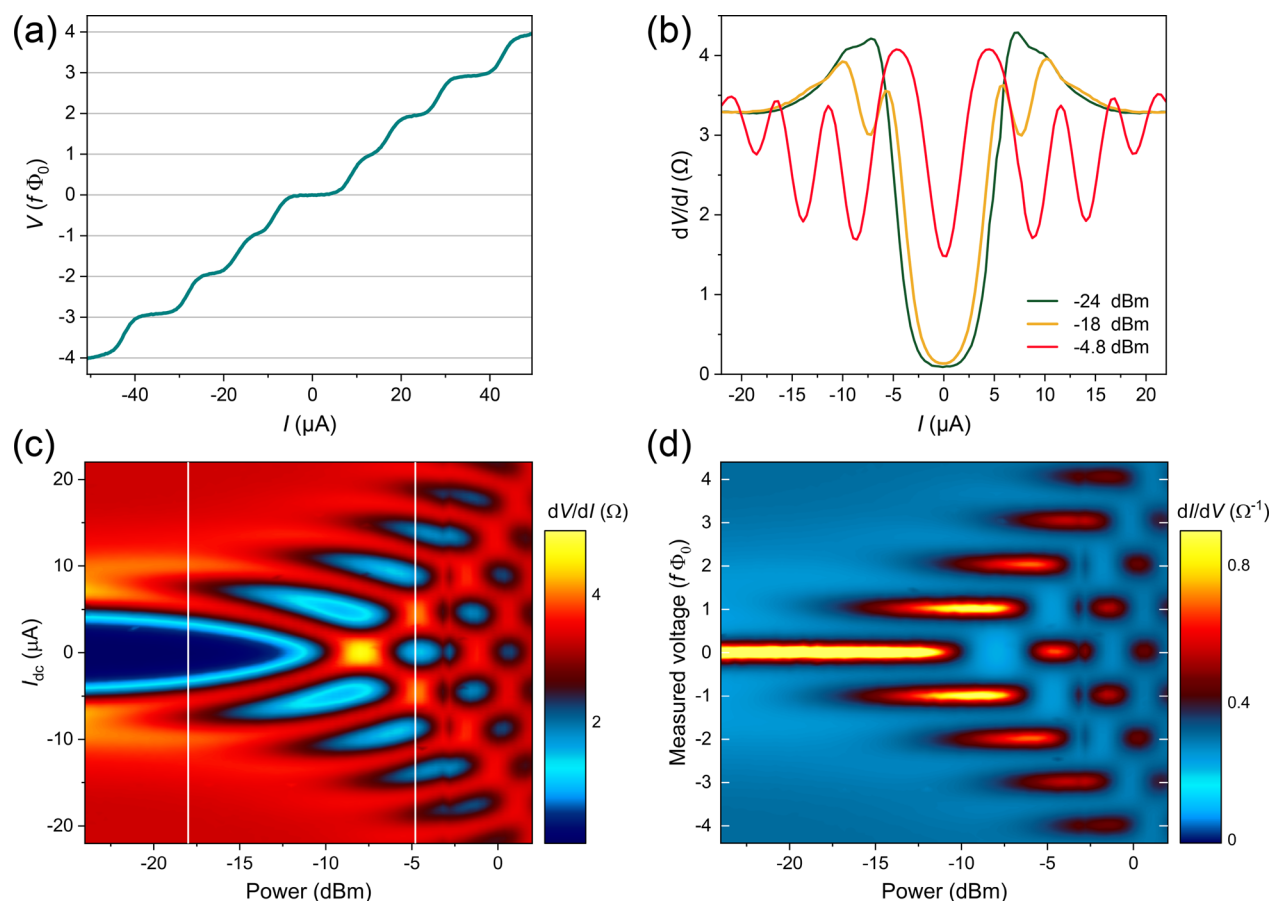 (a)
4
3
2
1
0
-1
-2
-3
-4
V (f Φ0)
-40 -20 0 20 40
I (µA)
(b)
4
3
2
1
0
dV/dI (Ω)
-24 dBm
-18 dBm
-4.8 dBm
-20 -15 -10 -5 0 5 10 15 20
I (µA)
(c)
20
10
0
-10
-20
Idc (µA)
-20 -15 -10 -5 0
Power (dBm)
dV/dI (Ω)
4
2
(d)
4
3
2
1
0
-1
-2
-3
-4
Measured voltage (f Φ0)
-20 -15 -10 -5 0
Power (dBm)
dI/dV (Ω⁻¹)
0.8
0.4
0